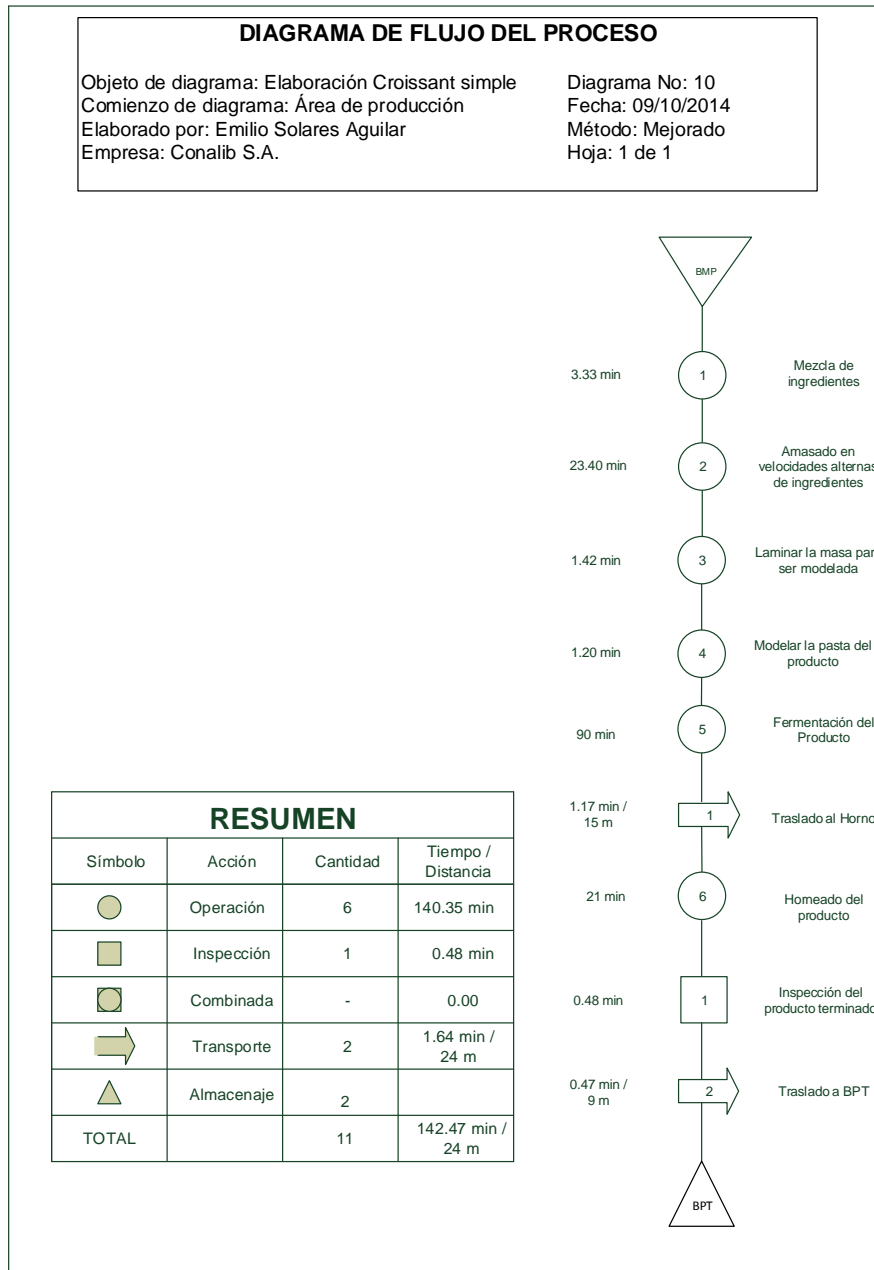 DIAGRAMA DE FLUJO DEL PROCESO
Objeto de diagrama: Elaboración Croissant simple
Diagrama No: 10
Comienzo de diagrama: Área de producción
Fecha: 09/10/2014
Elaborado por: Emilio Solares Aguilar
Método: Mejorado
Empresa: Conalib S.A.
Hoja: 1 de 1
BMP
3.33 min
1
Mezcla de
ingredientes
23.40 min
2
Amasado en
velocidades alternas
de ingredientes
1.42 min
3
Laminar la masa par
ser modelada
1.20 min
4
Modelar la pasta del
producto
90 min
5
Fermentación del
Producto
1.17 min /
15 m
1
Traslado al Horno
21 min
6
Horneado del
producto
0.48 min
1
Inspección del
producto terminado
0.47 min /
9 m
2
Traslado a BPT
BPT
RESUMEN
Símbolo
Acción
Cantidad
Tiempo /
Distancia
Operación
6
140.35 min
Inspección
1
0.48 min
Combinada
-
0.00
Transporte
2
1.64 min /
24 m
Almacenaje
2
TOTAL
11
142.47 min /
24 m